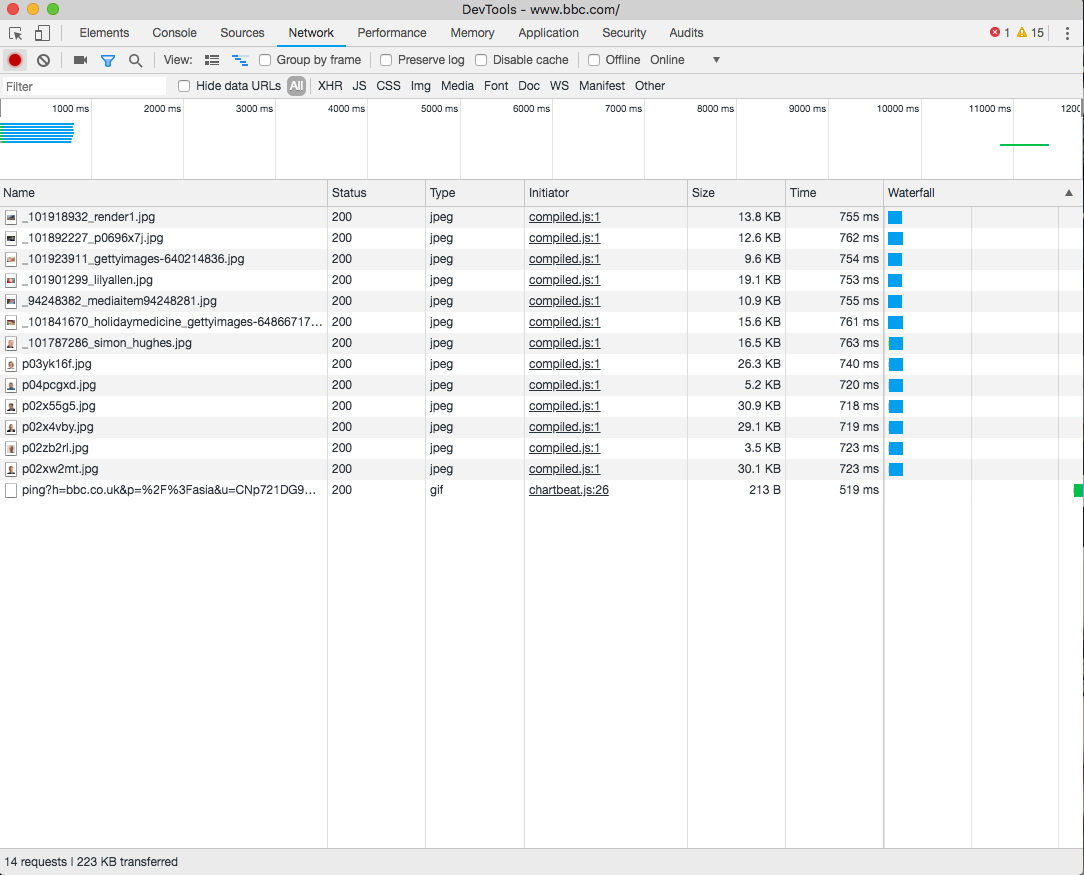 DevTools - www.bbc.com/
Elements Console Sources Network Performance Memory Application Security Audits 1 15
View: Group by frame Preserve log Disable cache Offline Online
Filter Hide data URLs All XHR JS CSS Img Media Font Doc WS Manifest Other
1000 ms 2000 ms 3000 ms 4000 ms 5000 ms 6000 ms 7000 ms 8000 ms 9000 ms 10000 ms 11000 ms 1200
Name Status Type Initiator Size Time Waterfall
_101918932_render1.jpg 200 jpeg compiled.js:1 13.8 KB 755 ms
_101892227_p0696x7j.jpg 200 jpeg compiled.js:1 12.6 KB 762 ms
_101923911_gettyimages-640214836.jpg 200 jpeg compiled.js:1 9.6 KB 754 ms
_101901299_lilyallen.jpg 200 jpeg compiled.js:1 19.1 KB 753 ms
_94248382_mediaitem94248281.jpg 200 jpeg compiled.js:1 10.9 KB 755 ms
_101841670_holidaymedicine_gettyimages-64866717... 200 jpeg compiled.js:1 15.6 KB 761 ms
_101787286_simon_hughes.jpg 200 jpeg compiled.js:1 16.5 KB 763 ms
p03yk16f.jpg 200 jpeg compiled.js:1 26.3 KB 740 ms
p04pcgxd.jpg 200 jpeg compiled.js:1 5.2 KB 720 ms
p02x55g5.jpg 200 jpeg compiled.js:1 30.9 KB 718 ms
p02x4vby.jpg 200 jpeg compiled.js:1 29.1 KB 719 ms
p02zb2rl.jpg 200 jpeg compiled.js:1 3.5 KB 723 ms
p02xw2mt.jpg 200 jpeg compiled.js:1 30.1 KB 723 ms
ping?h=bbc.co.uk&p=%2F%3Fasia&u=CNp721DG9... 200 gif chartbeat.js:26 213 B 519 ms
14 requests | 223 KB transferred